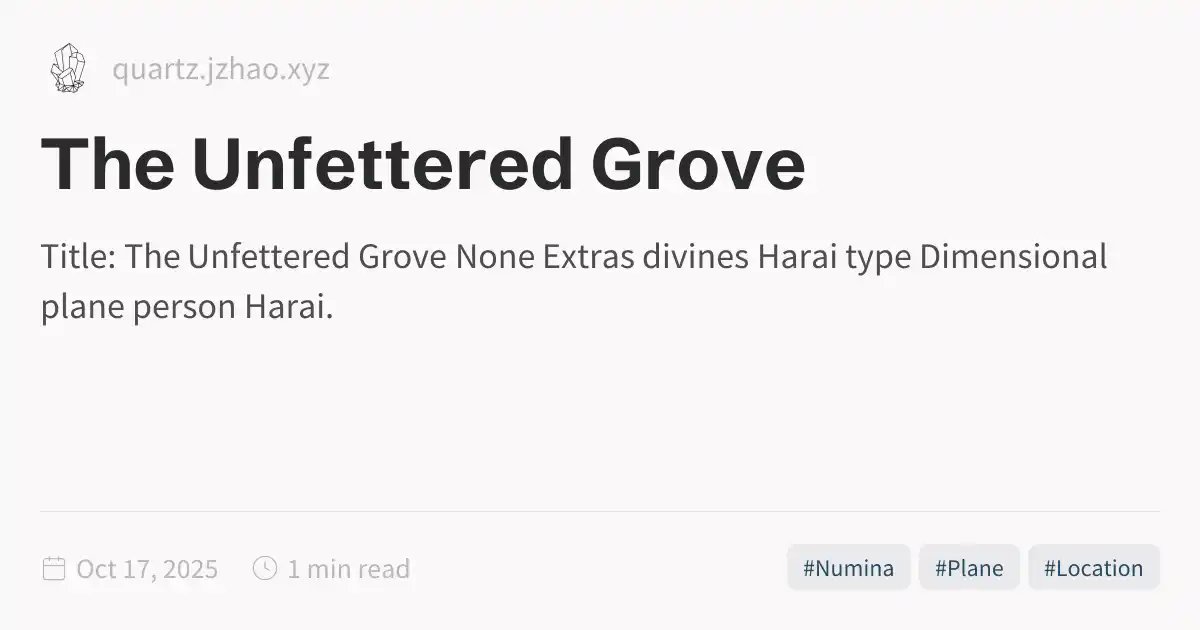 quartz.jzhao.xyz
The Unfettered Grove
Title: The Unfettered Grove None Extras divines Harai type Dimensional
plane person Harai.
Oct 17, 2025 1 min read #Numina #Plane #Location